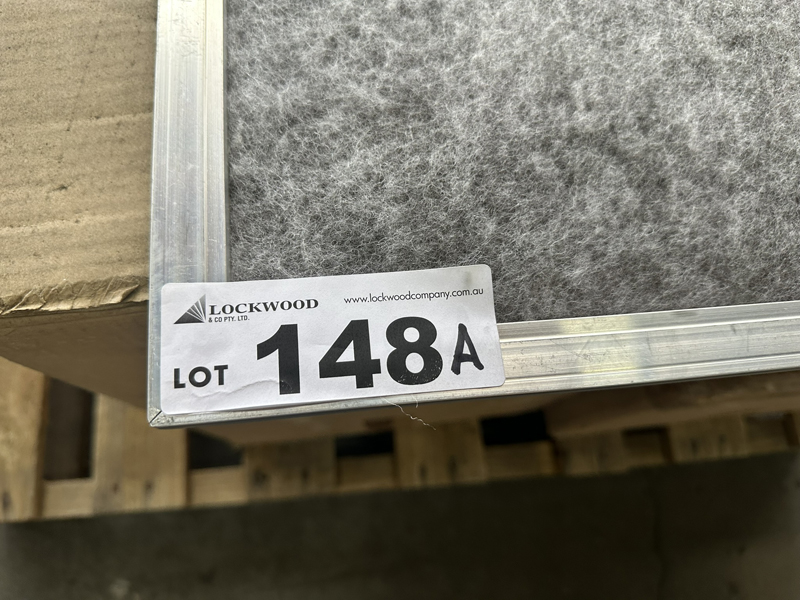 LOCKWOOD
& CO PTY. LTD.
www.lockwoodcompany.com.au
LOT 148A